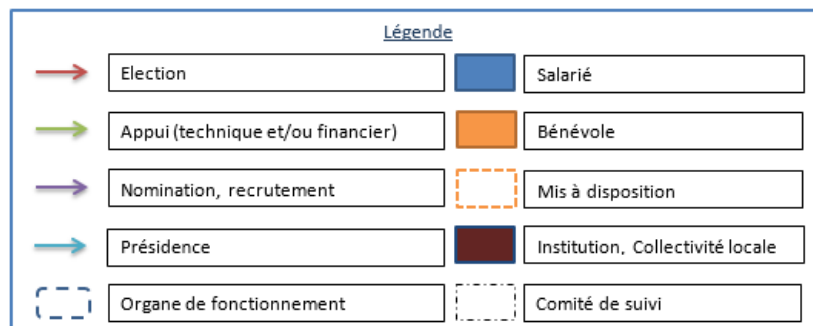 Légende
Election
Salarié
Appui (technique et/ou financier)
Bénévole
Nomination, recrutement
Mis à disposition
Présidence
Institution, Collectivité locale
Organe de fonctionnement
Comité de suivi